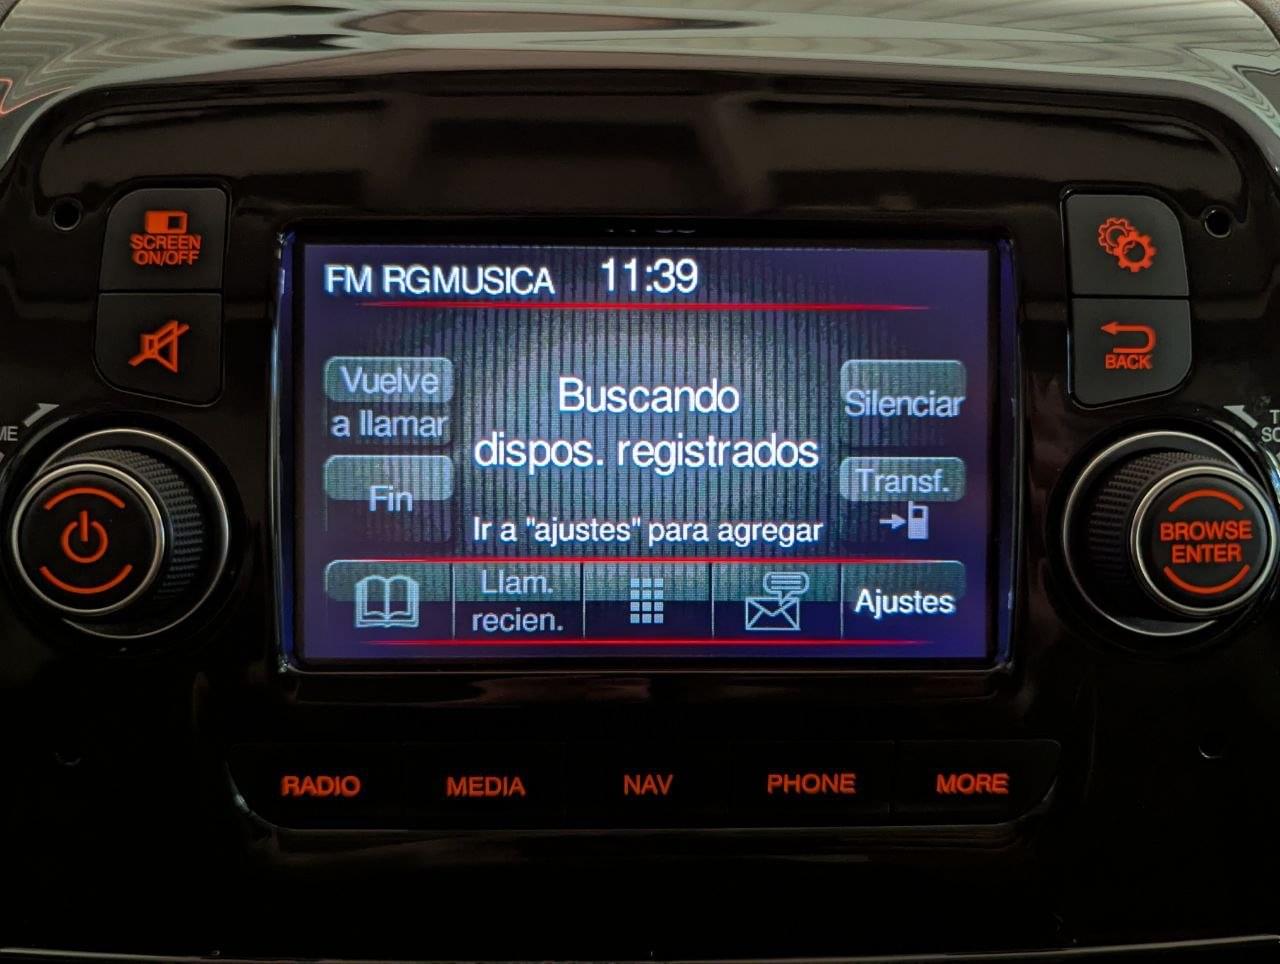 SCREEN
ON/OFF
FM RGMUSICA 11:39
Vuelve
a llamar
Buscando
dispos. registrados
Silenciar
BACK
Fin
Ir a "ajustes" para agregar
Transf.
BROWSE
ENTER
Llam.
recien.
Ajustes
RADIO
MEDIA
NAV
PHONE
MORE